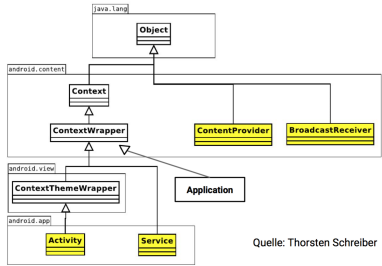 java.lang
Object
android.content
Context
ContextWrapper
ContentProvider
BroadcastReceiver
android.view
ContextThemeWrapper
Application
android.app
Activity
Service
Quelle: Thorsten Schreiber